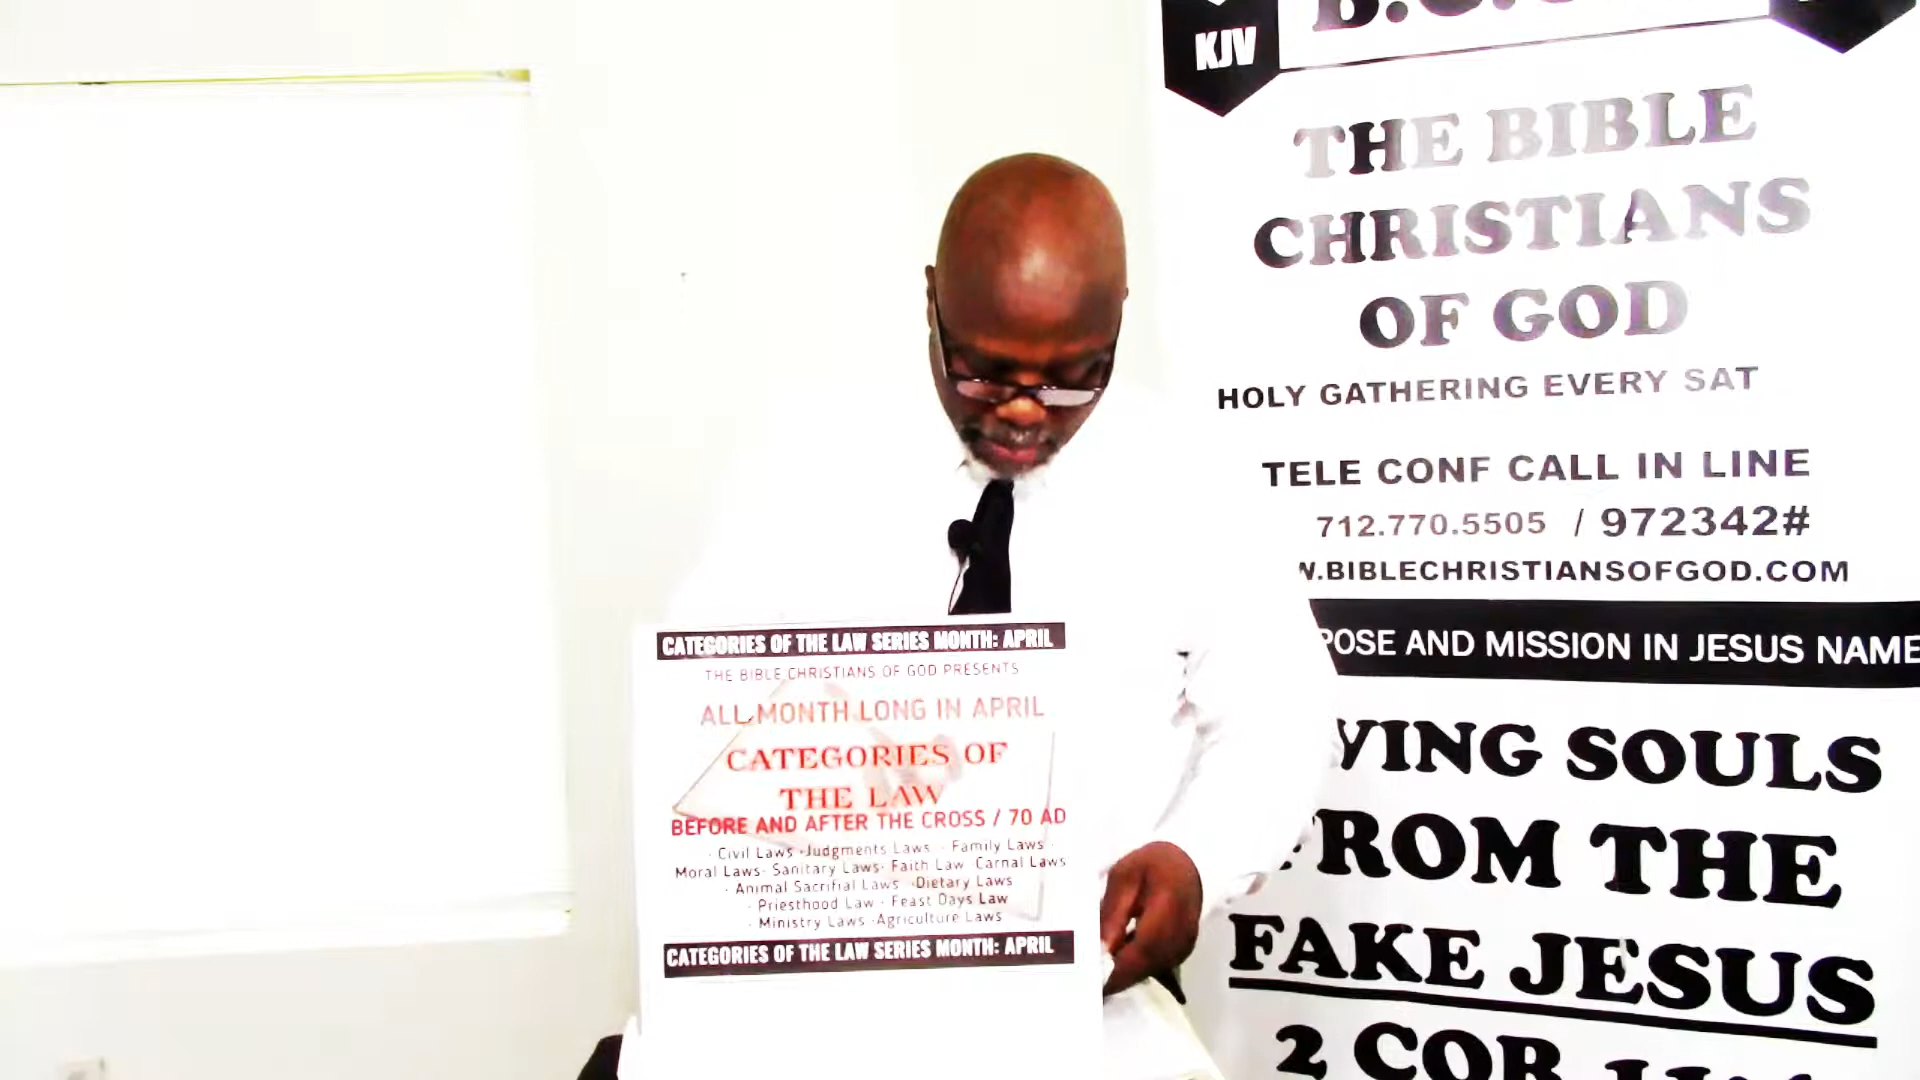 KJV
THE BIBLE
CHRISTIANS
OF GOD
HOLY GATHERING EVERY SAT
TELE CONF CALL IN LINE
712.770.5505 / 972342#
W.BIBLECHRISTIANSOFGOD.COM
POSE AND MISSION IN JESUS NAME
VING SOULS
FROM THE
FAKE JESUS
2 COR
CATEGORIES OF THE LAW SERIES MONTH: APRIL
THE BIBLE CHRISTIANS OF GOD PRESENTS
ALL MONTH LONG IN APRIL
CATEGORIES OF
THE LAW
BEFORE AND AFTER THE CROSS / 70 AD
· Civil Laws ·Judgments Laws · Family Laws ·
Moral Laws· Sanitary Laws· Faith Law Carnal Laws
· Animal Sacrifial Laws ·Dietary Laws
· Priesthood Law · Feast Days Law
· Ministry Laws ·Agriculture Laws
CATEGORIES OF THE LAW SERIES MONTH: APRIL